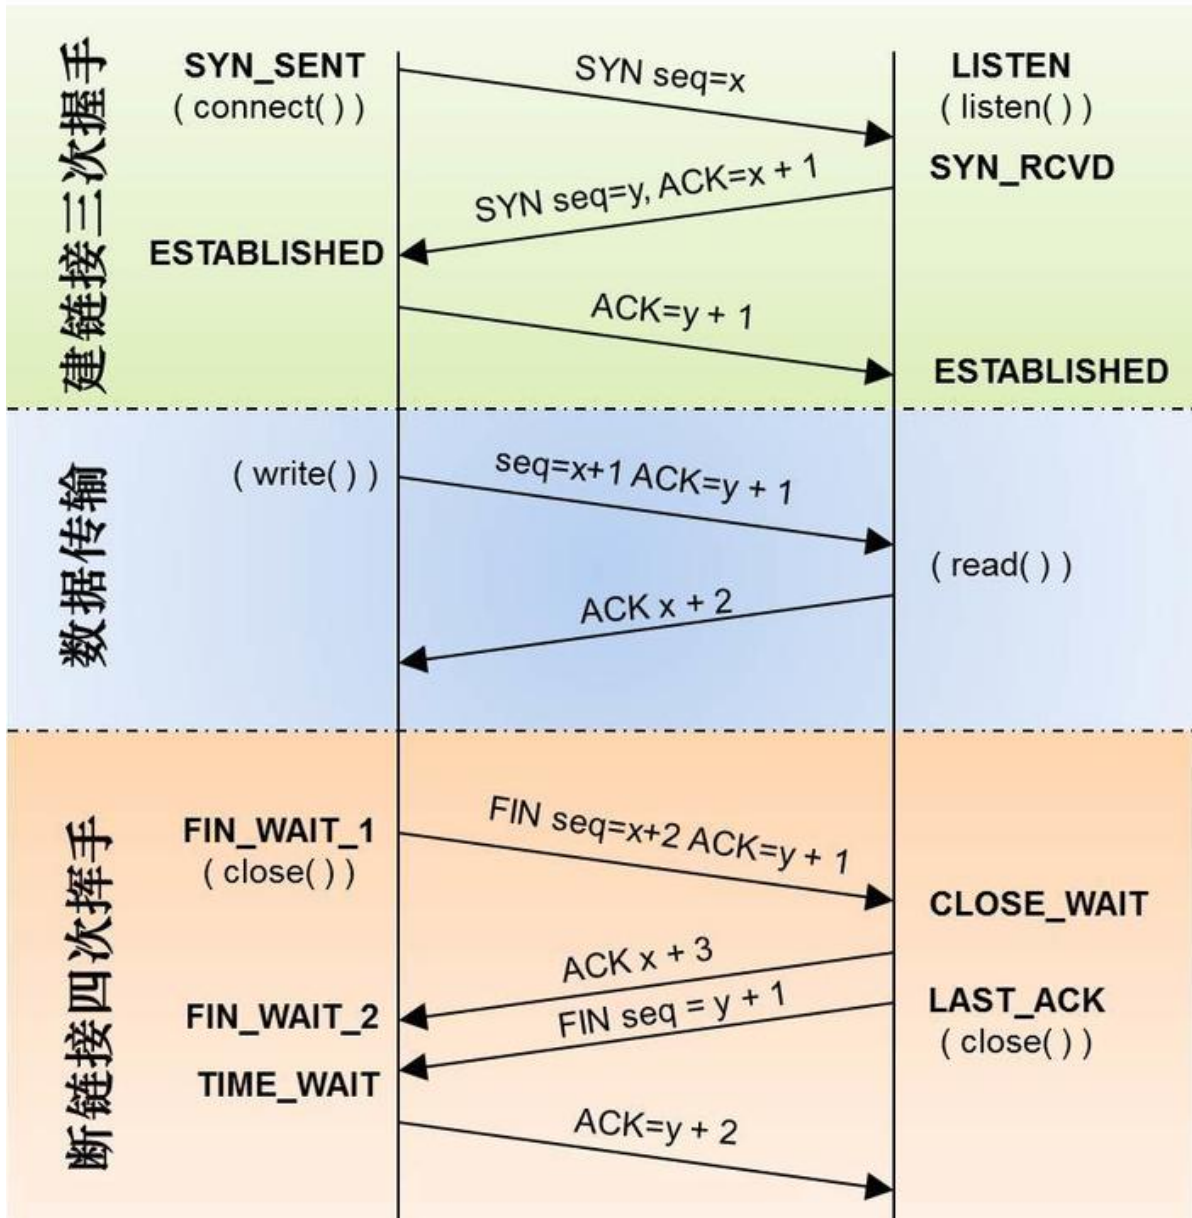 建链接三次握手
SYN_SENT
( connect( ) )
SYN seq=x
LISTEN
( listen( ) )
SYN_RCVD
SYN seq=y, ACK=x + 1
ESTABLISHED
ACK=y + 1
ESTABLISHED
数据传输
( write( ) )
seq=x+1 ACK=y + 1
( read( ) )
ACK x + 2
断链接四次挥手
FIN_WAIT_1
( close( ) )
FIN seq=x+2 ACK=y + 1
CLOSE_WAIT
ACK x + 3
FIN_WAIT_2
FIN seq = y + 1
LAST_ACK
( close( ) )
TIME_WAIT
ACK=y + 2